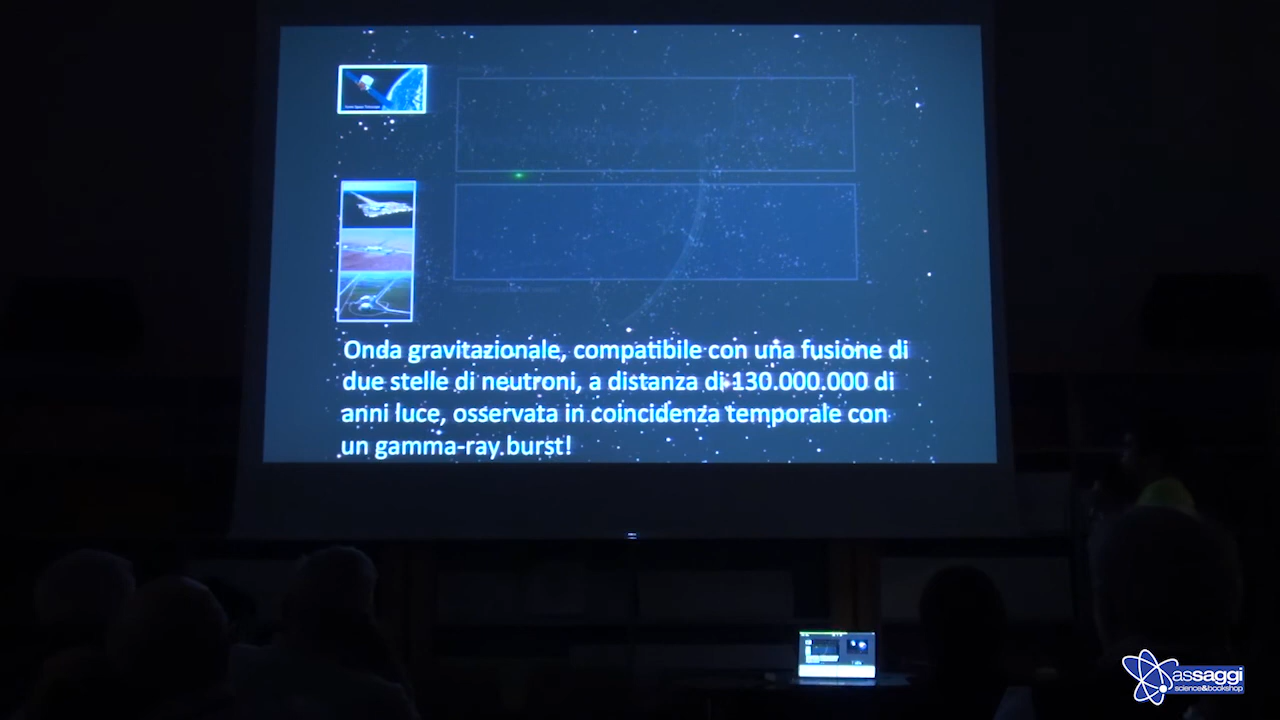 Onda gravitazionale, compatibile con una fusione di
due stelle di neutroni, a distanza di 130.000.000 di
anni luce, osservata in coincidenza temporale con
un gamma-ray burst!
assaggi
science&bookshop